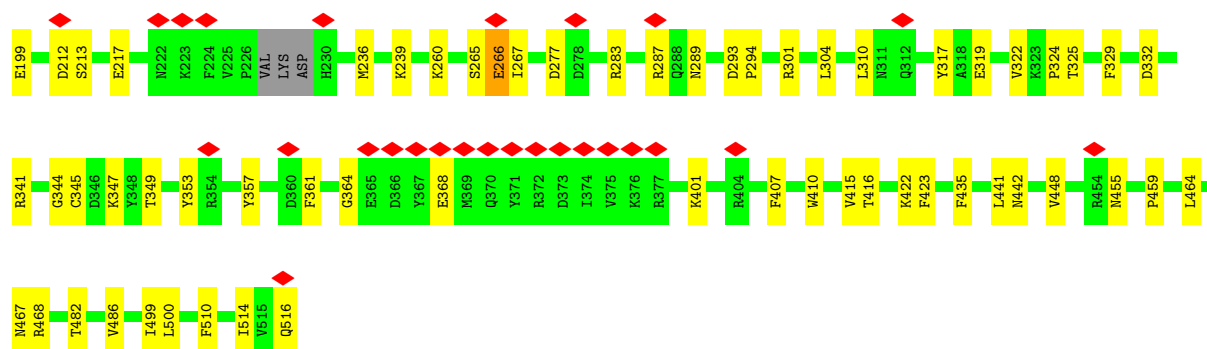 E199 D212 S213 E217 N222 K223 F224 V225 P226 VAL LYS ASP H230 M236 K239 K260 S265 E266 I267 D277 D278 R283 R287 Q288 N289 D293 P294 R301 L304 L310 N311 Q312 Y317 A318 E319 V322 K323 P324 T325 F329 D332
R341 G344 C345 D346 K347 Y348 T349 Y353 R354 Y357 D360 F361 G364 E365 D366 Y367 E368 M369 Q370 Y371 R372 D373 I374 V375 K376 R377 K401 R404 F407 W410 V415 T416 K422 F423 F435 L441 N442 V448 R454 N455 P459 L464
N467 R468 T482 V486 I499 L500 F510 I514 V515 Q516